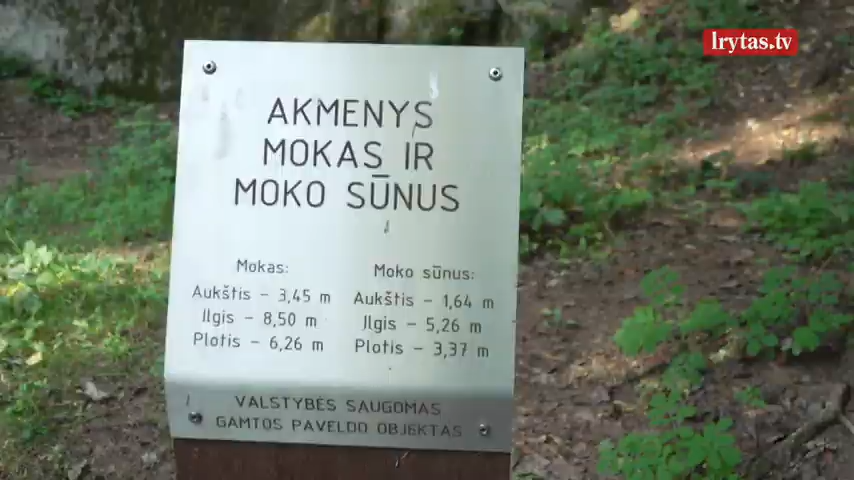 lrytas.tv
AKMENYS
MOKAS IR
MOKO SŪNUS
Mokas:
Aukštis – 3,45 m
Ilgis – 8,50 m
Plotis – 6,26 m
Moko sūnus:
Aukštis – 1,64 m
Ilgis – 5,26 m
Plotis – 3,37 m
VALSTYBĖS SAUGOMAS
GAMTOS PAVELDO OBJEKTAS